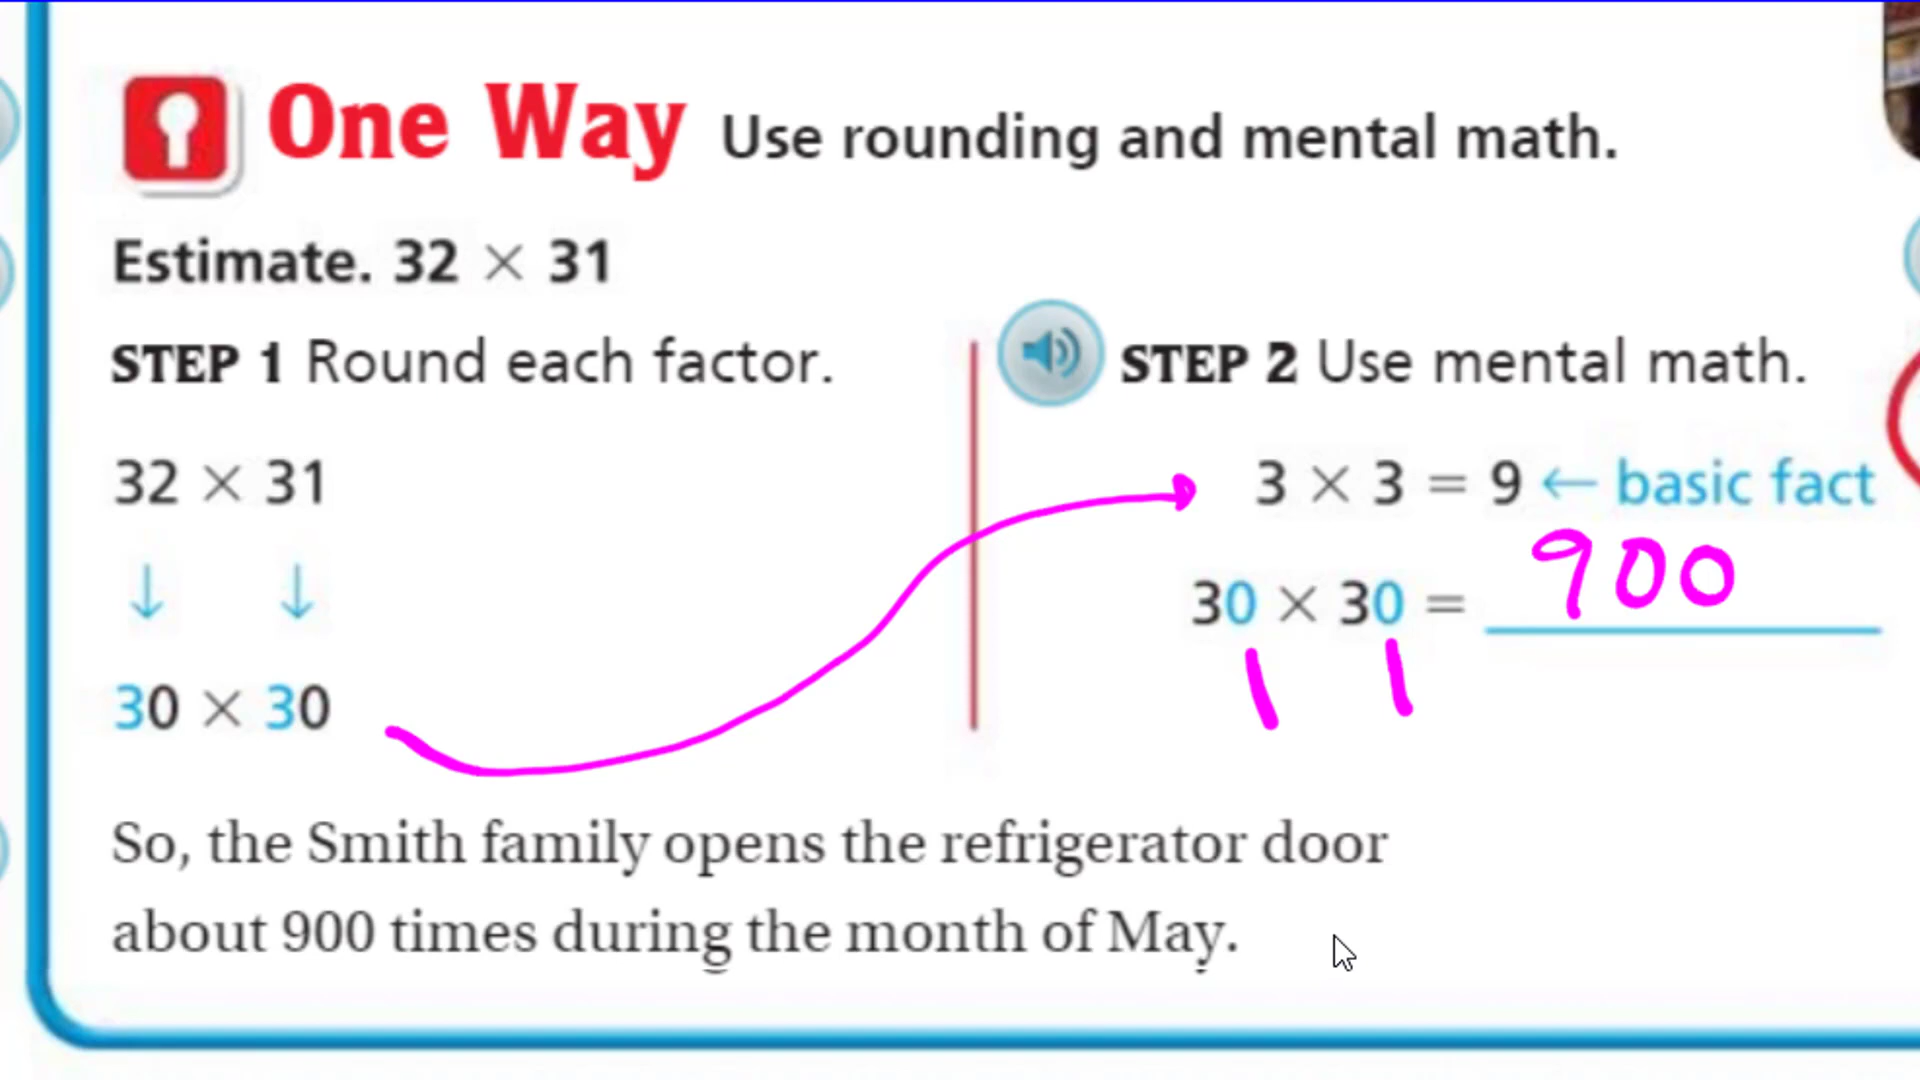 One Way Use rounding and mental math.
Estimate. 32 × 31
STEP 1 Round each factor.
32 × 31
↓ ↓
30 × 30
STEP 2 Use mental math.
3 × 3 = 9 ← basic fact
30 × 30 = 900
1 1
So, the Smith family opens the refrigerator door
about 900 times during the month of May.